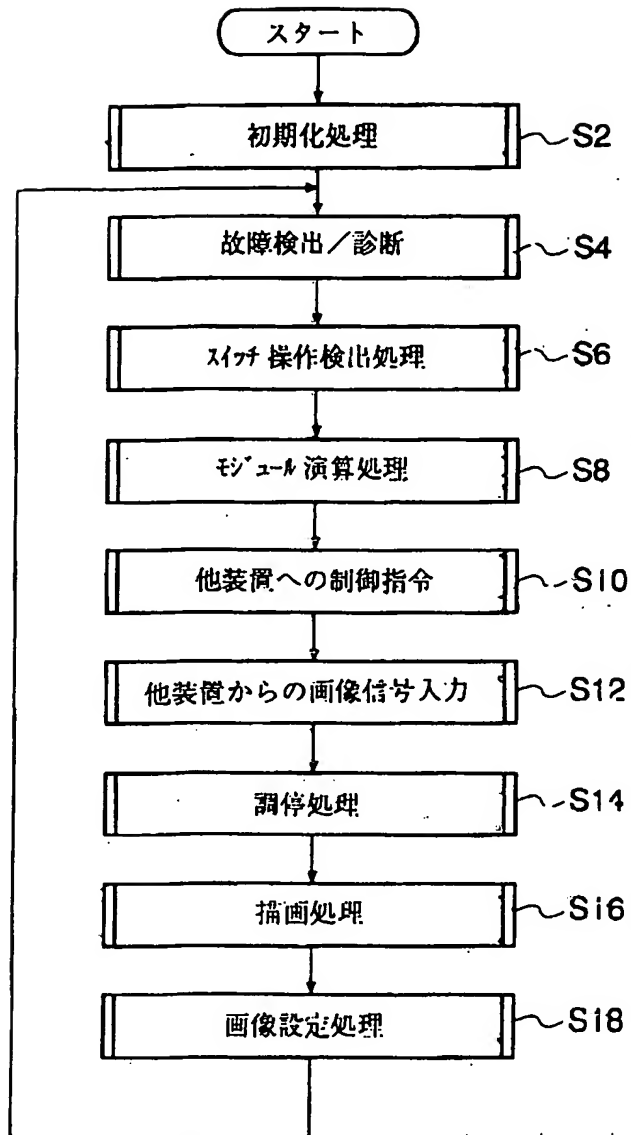 スタート
初期化処理 S2
故障検出／診断 S4
スイッチ 操作検出処理 S6
モジュール 演算処理 S8
他装置への制御指令 S10
他装置からの画像信号入力 S12
調停処理 S14
描画処理 S16
画像設定処理 S18